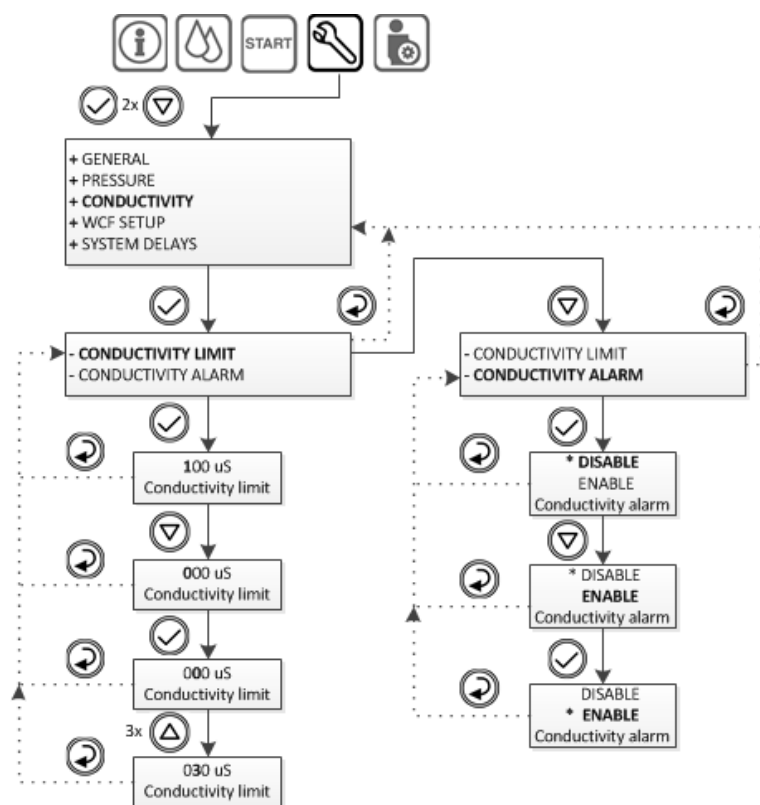 START
2x
+ GENERAL
+ PRESSURE
+ CONDUCTIVITY
+ WCF SETUP
+ SYSTEM DELAYS
- CONDUCTIVITY LIMIT
- CONDUCTIVITY ALARM
100 uS
Conductivity limit
000 uS
Conductivity limit
000 uS
Conductivity limit
3x
030 uS
Conductivity limit
- CONDUCTIVITY LIMIT
- CONDUCTIVITY ALARM
* DISABLE
ENABLE
Conductivity alarm
* DISABLE
ENABLE
Conductivity alarm
DISABLE
* ENABLE
Conductivity alarm